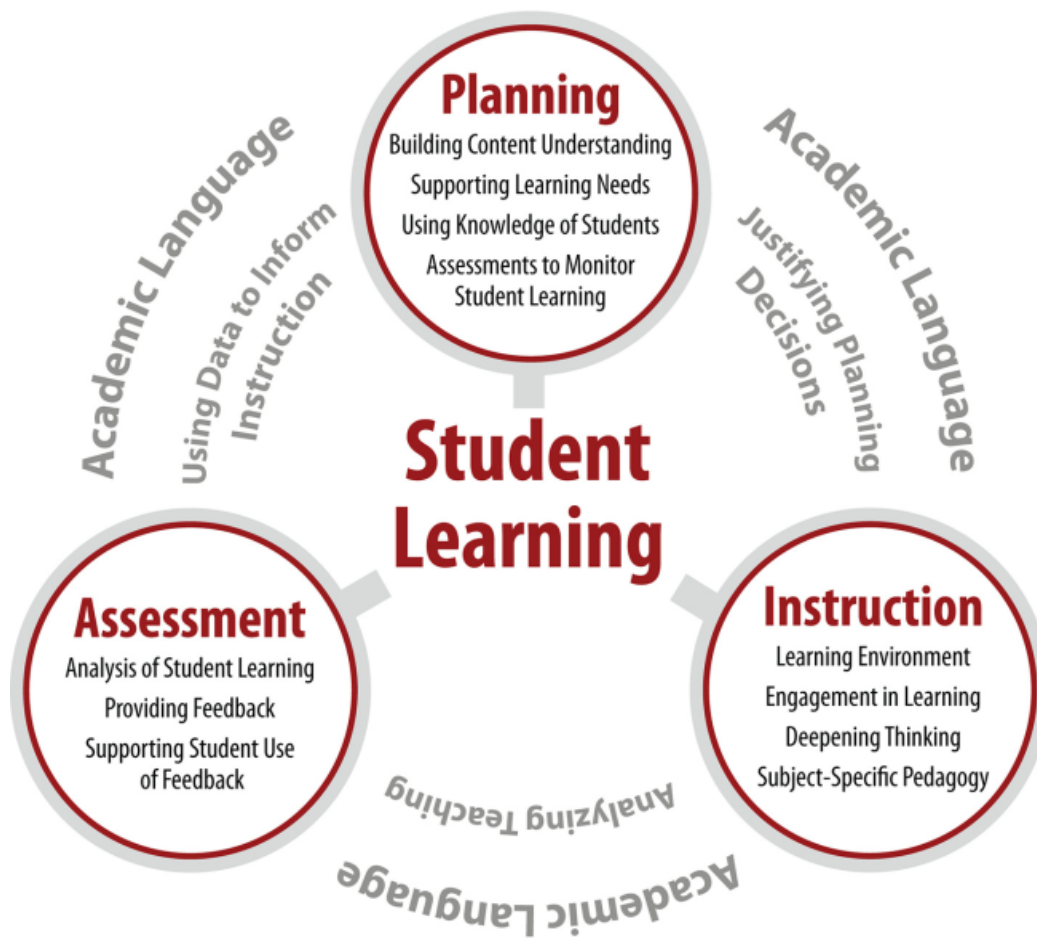 Planning
Building Content Understanding
Supporting Learning Needs
Using Knowledge of Students
Assessments to Monitor
Student Learning
Academic Language
Using Data to Inform
Instruction
Academic Language
Justifying Planning
Decisions
Student
Learning
Assessment
Analysis of Student Learning
Providing Feedback
Supporting Student Use
of Feedback
Instruction
Learning Environment
Engagement in Learning
Deepening Thinking
Subject-Specific Pedagogy
Analyzing Teaching
Academic Language